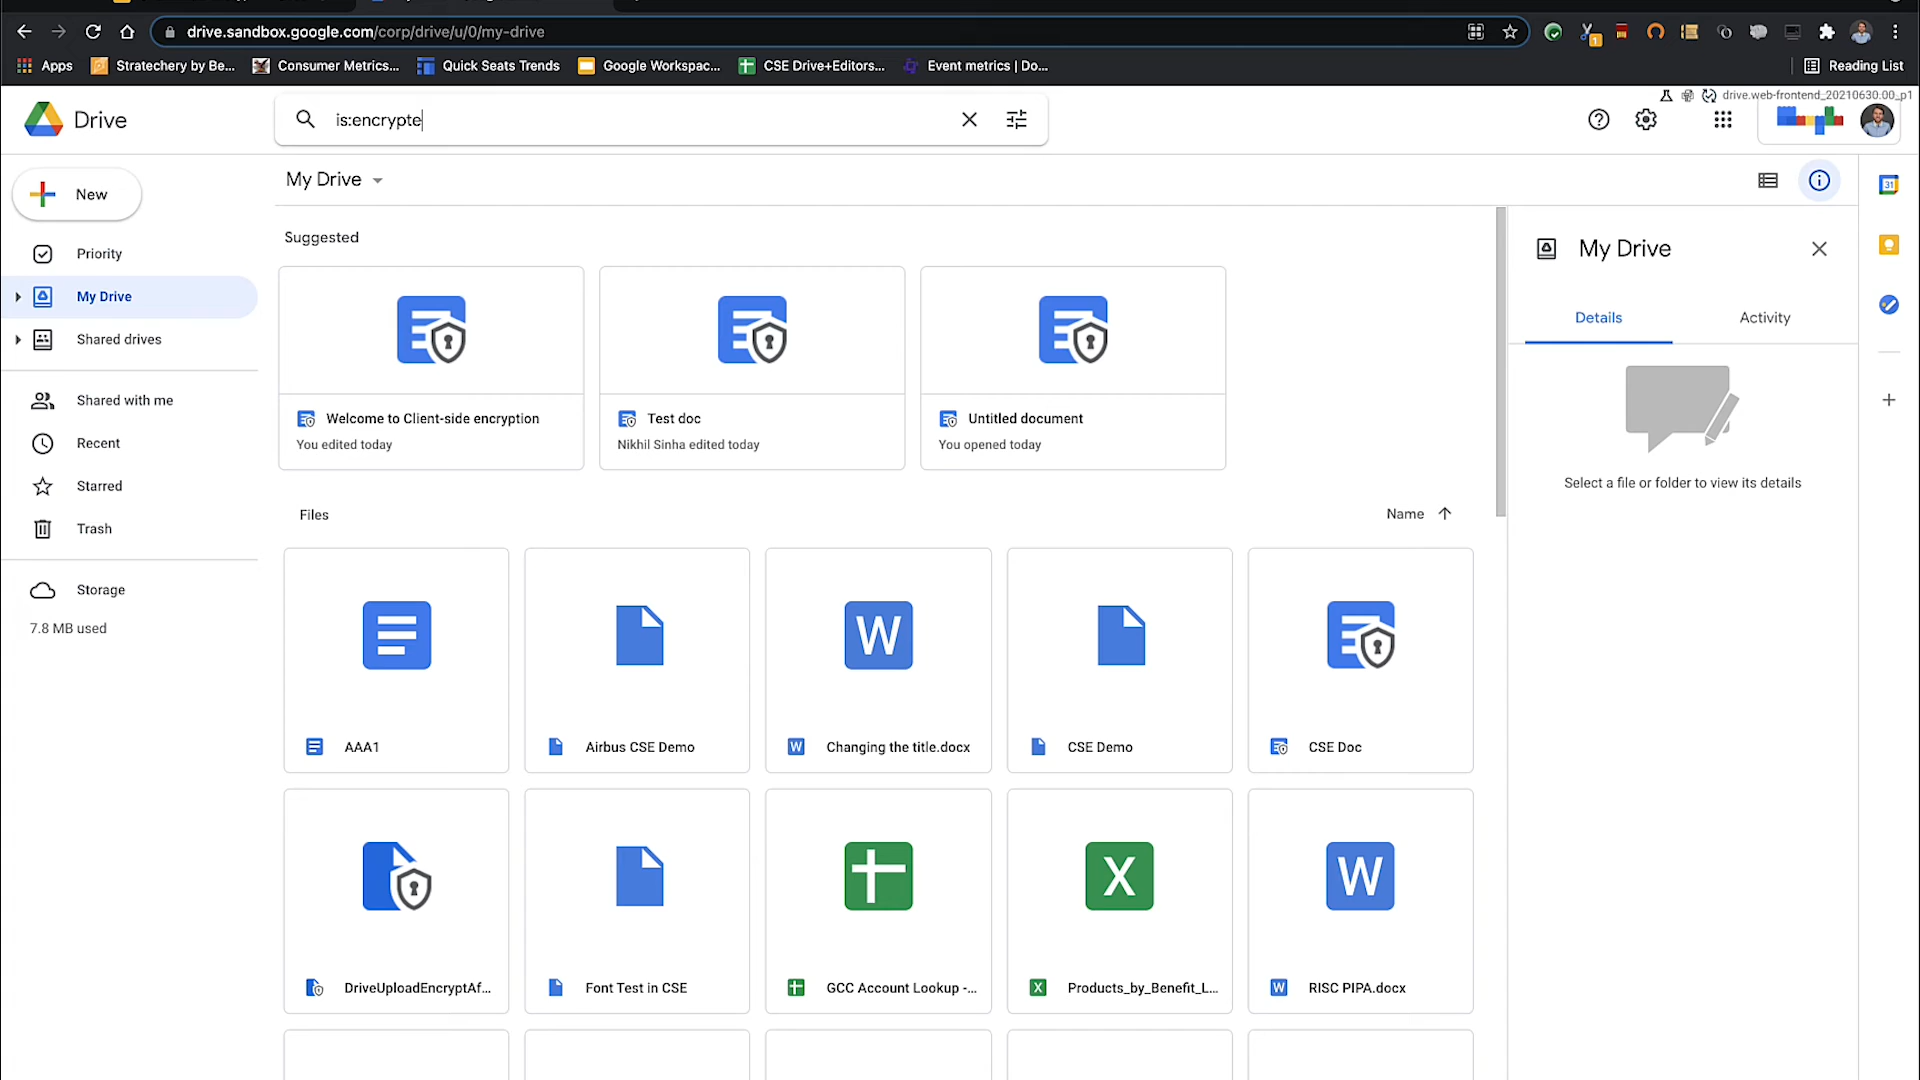 drive.sandbox.google.com/corp/drive/u/0/my-drive
1
Apps
Stratechery by Be...
Consumer Metrics...
Quick Seats Trends
Google Workspac...
CSE Drive+Editors...
Event metrics | Do...
Reading List
drive.web-frontend_20210630.00_p1
Drive
is:encrypte
New
My Drive
31
Priority
My Drive
Shared drives
Shared with me
Recent
Starred
Trash
Storage
7.8 MB used
Suggested
Welcome to Client-side encryption
You edited today
Test doc
Nikhil Sinha edited today
Untitled document
You opened today
Files
Name
AAA1
Airbus CSE Demo
W
W Changing the title.docx
CSE Demo
CSE Doc
DriveUploadEncryptAf...
Font Test in CSE
GCC Account Lookup -...
X
X Products_by_Benefit_L...
W
W RISC PIPA.docx
My Drive
Details
Activity
Select a file or folder to view its details